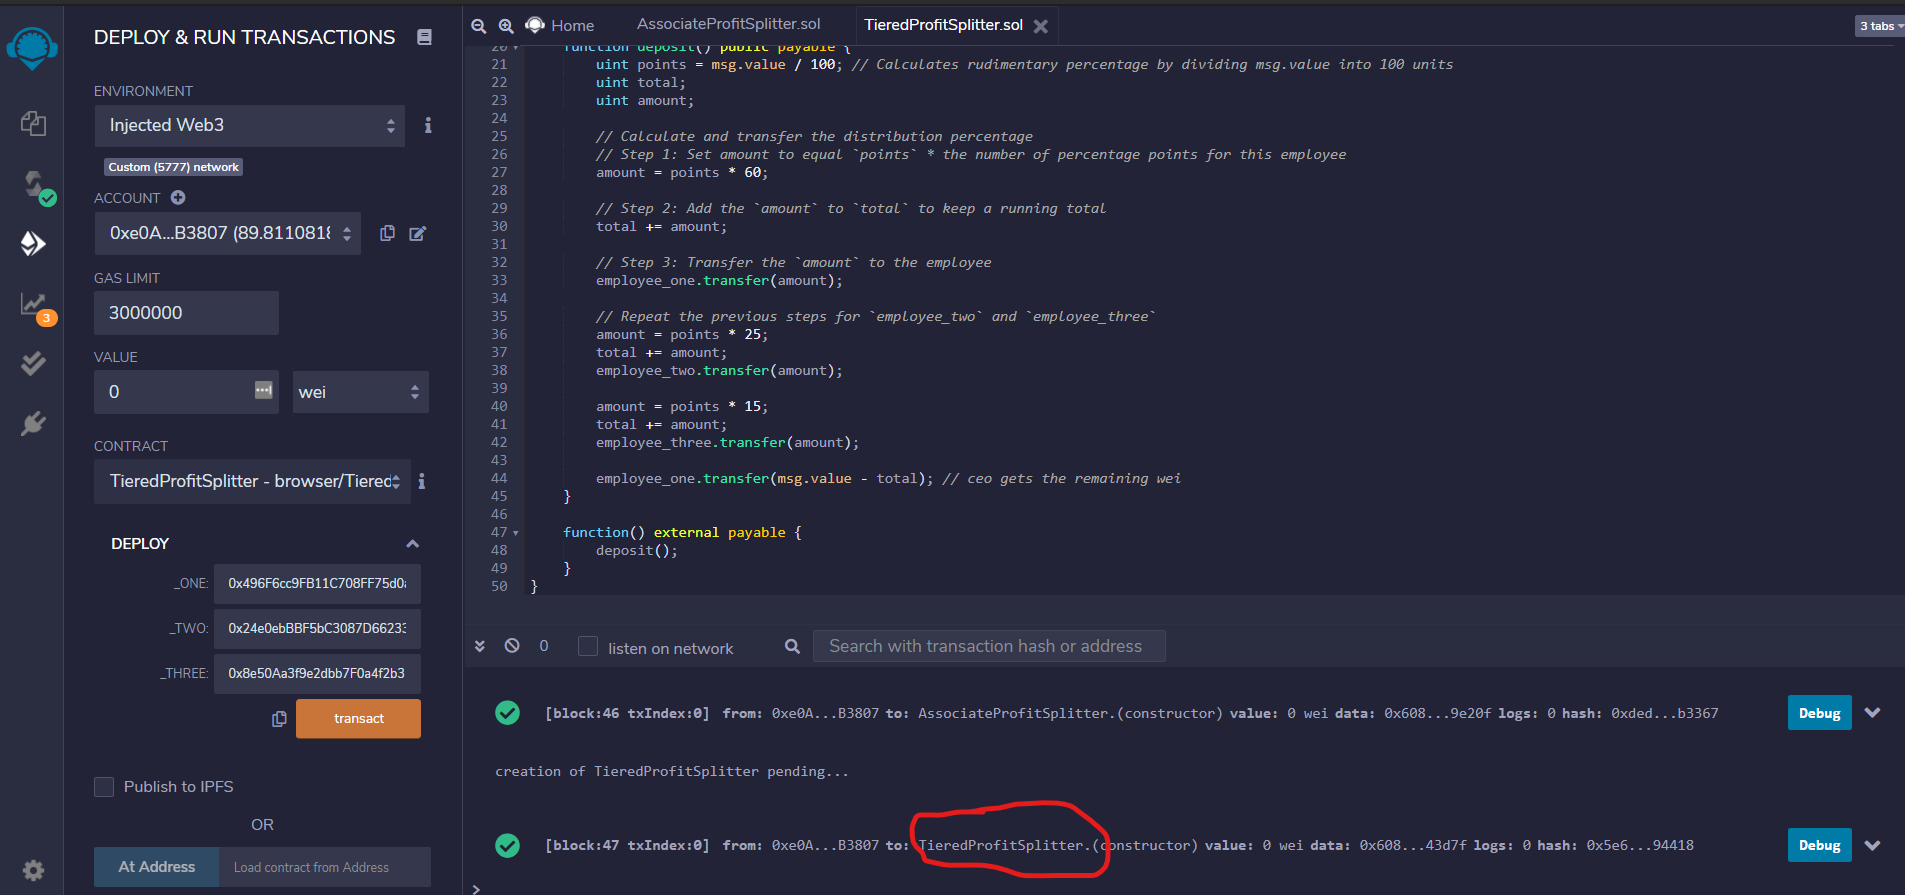 DEPLOY & RUN TRANSACTIONS
ENVIRONMENT
Injected Web3
Custom (5777) network
ACCOUNT
0xe0A...B3807 (89.8110818
GAS LIMIT
3000000
VALUE
0
wei
CONTRACT
TieredProfitSplitter - browser/Tiered
DEPLOY
_ONE: 0x496F6cc9FB11C708FF75d0
_TWO: 0x24e0ebBBF5bC3087D66233
_THREE: 0x8e50Aa3f9e2dbb7F0a4f2b3
transact
Publish to IPFS
OR
At Address
Load contract from Address
3
Home
AssociateProfitSplitter.sol
TieredProfitSplitter.sol
3 tabs
20 function deposit() public payable {
21 uint points = msg.value / 100; // Calculates rudimentary percentage by dividing msg.value into 100 units
22 uint total;
23 uint amount;
24
25 // Calculate and transfer the distribution percentage
26 // Step 1: Set amount to equal `points` * the number of percentage points for this employee
27 amount = points * 60;
28
29 // Step 2: Add the `amount` to `total` to keep a running total
30 total += amount;
31
32 // Step 3: Transfer the `amount` to the employee
33 employee_one.transfer(amount);
34
35 // Repeat the previous steps for `employee_two` and `employee_three`
36 amount = points * 25;
37 total += amount;
38 employee_two.transfer(amount);
39
40 amount = points * 15;
41 total += amount;
42 employee_three.transfer(amount);
43
44 employee_one.transfer(msg.value - total); // ceo gets the remaining wei
45 }
46
47 function() external payable {
48 deposit();
49 }
50 }
0
listen on network
Search with transaction hash or address
[block:46 txIndex:0] from: 0xe0A...B3807 to: AssociateProfitSplitter.(constructor) value: 0 wei data: 0x608...9e20f logs: 0 hash: 0xded...b3367
Debug
creation of TieredProfitSplitter pending...
[block:47 txIndex:0] from: 0xe0A...B3807 to: TieredProfitSplitter.(constructor) value: 0 wei data: 0x608...43d7f logs: 0 hash: 0x5e6...94418
Debug
>